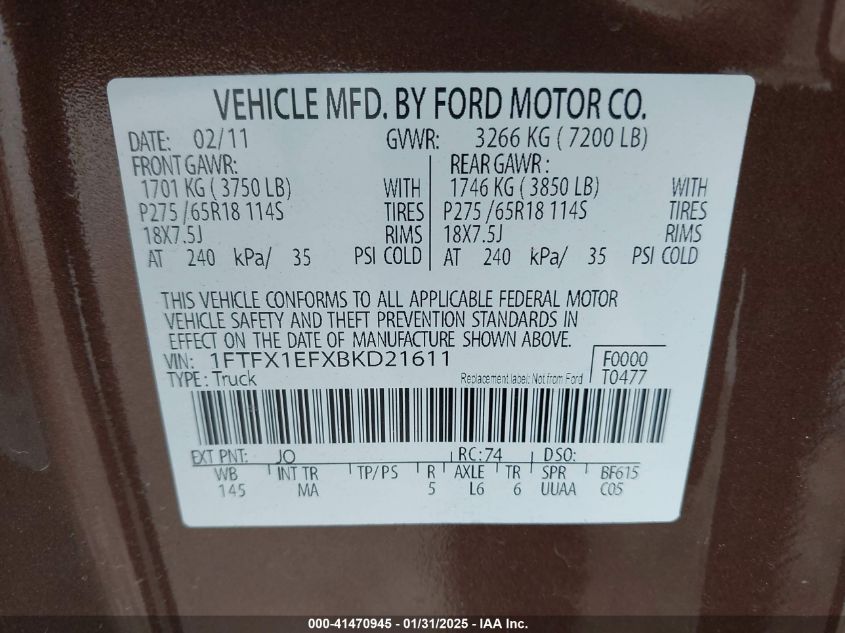 VEHICLE MFD. BY FORD MOTOR CO.
DATE: 02/11 GVWR: 3266 KG ( 7200 LB)
FRONT GAWR: REAR GAWR :
1701 KG ( 3750 LB) WITH 1746 KG ( 3850 LB) WITH
P275 /65R18 114S TIRES P275 /65R18 114S TIRES
18X7.5J RIMS 18X7.5J RIMS
AT 240 kPa/ 35 PSI COLD AT 240 kPa/ 35 PSI COLD
THIS VEHICLE CONFORMS TO ALL APPLICABLE FEDERAL MOTOR
VEHICLE SAFETY AND THEFT PREVENTION STANDARDS IN
EFFECT ON THE DATE OF MANUFACTURE SHOWN ABOVE.
VIN: 1FTFX1EFXBKD21611 F0000
TYPE: Truck Replacement label: Not from Ford T0477
EXT PNT: JO RC: 74 DSO:
WB INT TR TP/PS R AXLE TR SPR BF615
145 MA 5 L6 6 UUAA C05
000-41470945 - 01/31/2025 - IAA Inc.